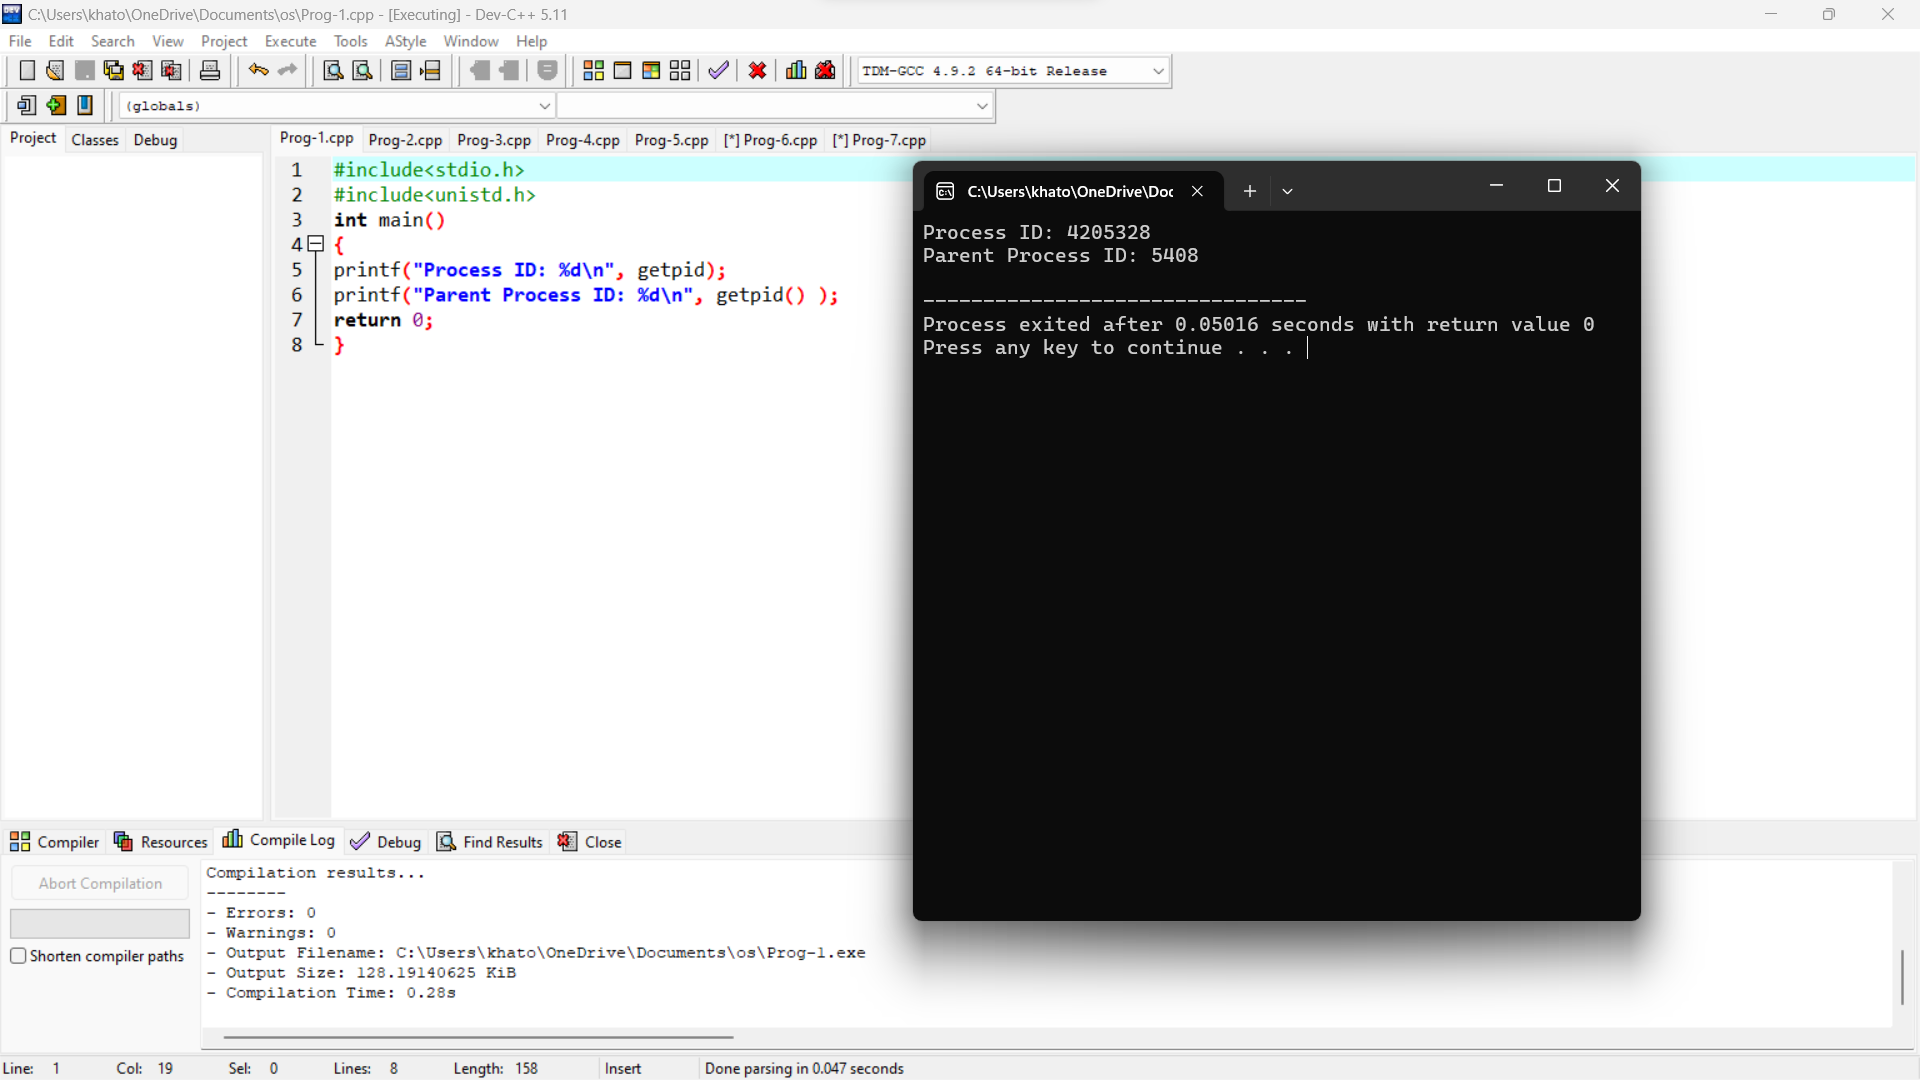 C:\Users\khato\OneDrive\Documents\os\Prog-1.cpp - [Executing] - Dev-C++ 5.11
File Edit Search View Project Execute Tools AStyle Window Help
TDM-GCC 4.9.2 64-bit Release
(globals)
Project Classes Debug
Prog-1.cpp Prog-2.cpp Prog-3.cpp Prog-4.cpp Prog-5.cpp [*] Prog-6.cpp [*] Prog-7.cpp
1 #include<stdio.h>
2 #include<unistd.h>
3 int main()
4 {
5 printf("Process ID: %d\n", getpid);
6 printf("Parent Process ID: %d\n", getpid() );
7 return 0;
8 }
C:\Users\khato\OneDrive\Doc
Process ID: 4205328
Parent Process ID: 5408
--------------------------------
Process exited after 0.05016 seconds with return value 0
Press any key to continue . . .
Compiler Resources Compile Log Debug Find Results Close
Abort Compilation
Shorten compiler paths
Compilation results...
--------
- Errors: 0
- Warnings: 0
- Output Filename: C:\Users\khato\OneDrive\Documents\os\Prog-1.exe
- Output Size: 128.19140625 KiB
- Compilation Time: 0.28s
Line: 1 Col: 19 Sel: 0 Lines: 8 Length: 158 Insert Done parsing in 0.047 seconds